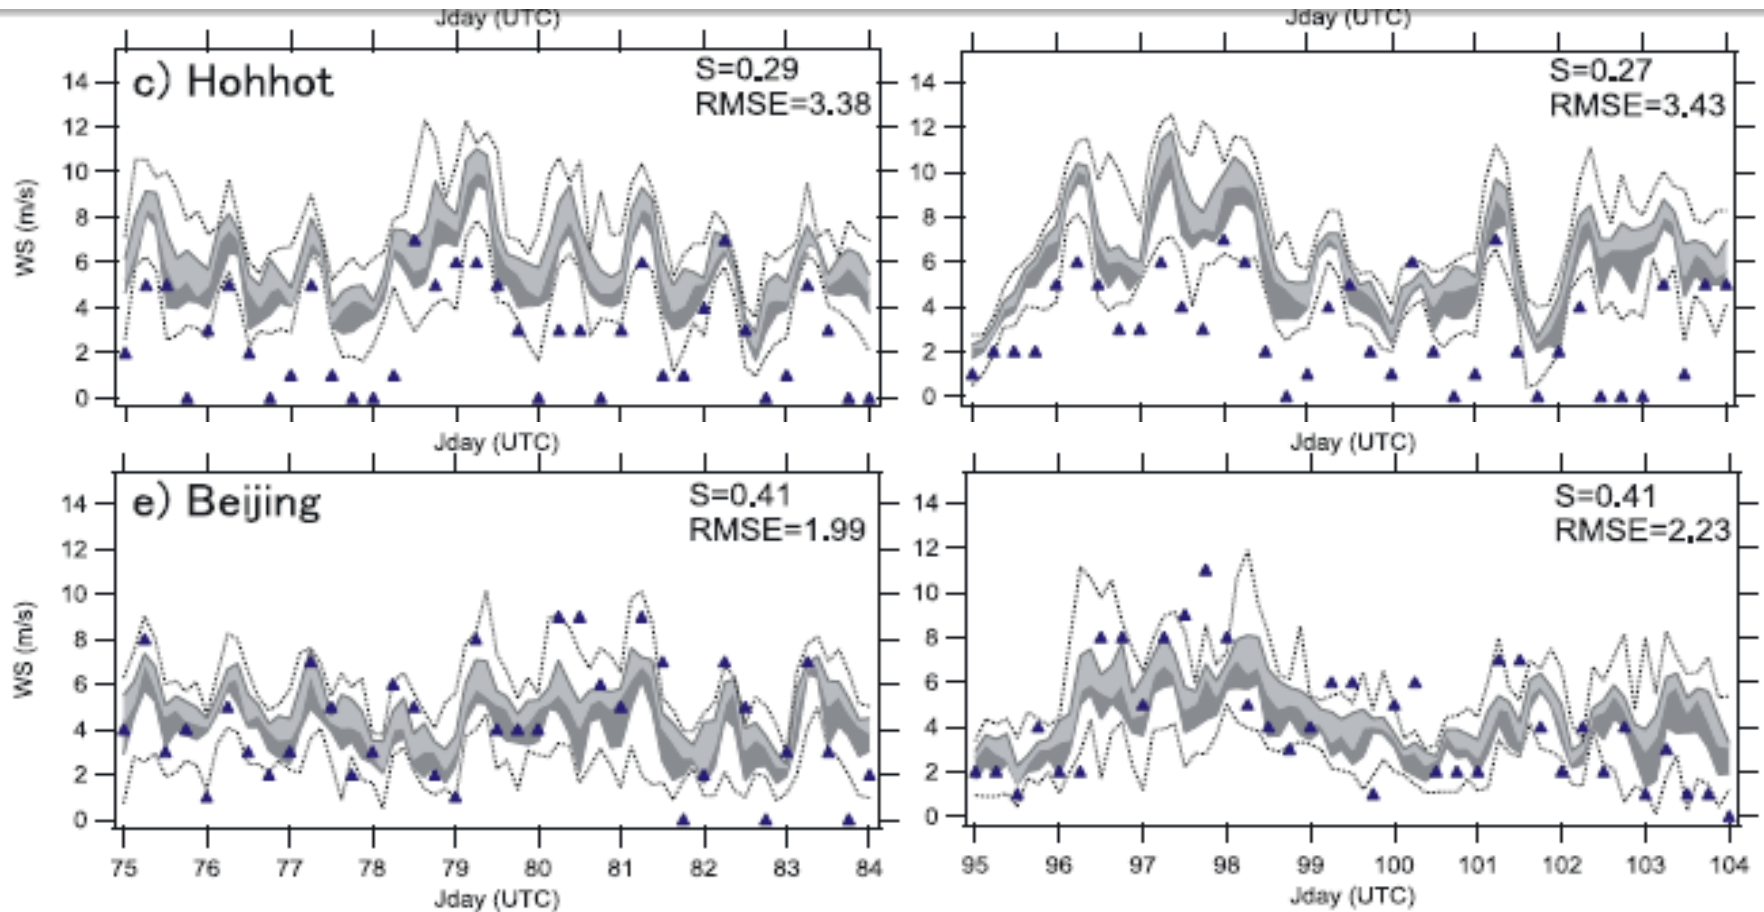 Jday (UTC)
Jday (UTC)
c) Hohhot
S=0.29
RMSE=3.38
14
12
10
8
6
4
2
0
WS (m/s)
Jday (UTC)
S=0.27
RMSE=3.43
14
12
10
8
6
4
2
0
Jday (UTC)
e) Beijing
S=0.41
RMSE=1.99
14
12
10
8
6
4
2
0
WS (m/s)
75 76 77 78 79 80 81 82 83 84
Jday (UTC)
S=0.41
RMSE=2.23
14
12
10
8
6
4
2
0
95 96 97 98 99 100 101 102 103 104
Jday (UTC)